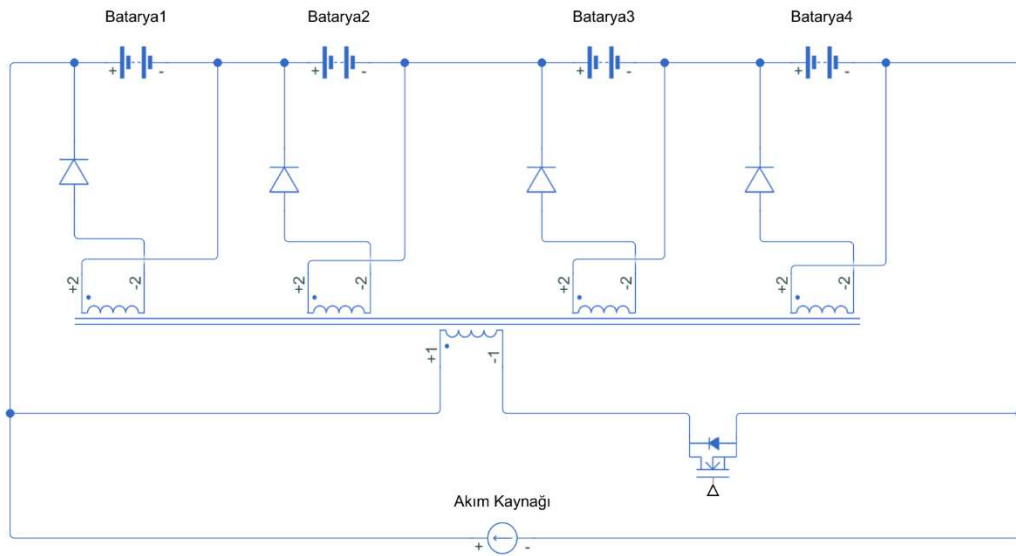 Batarya1 Batarya2 Batarya3 Batarya4
+ - + - + - + -
+2 -2 +2 -2 +2 -2 +2 -2
+1 -1
Akım Kaynağı
+ -